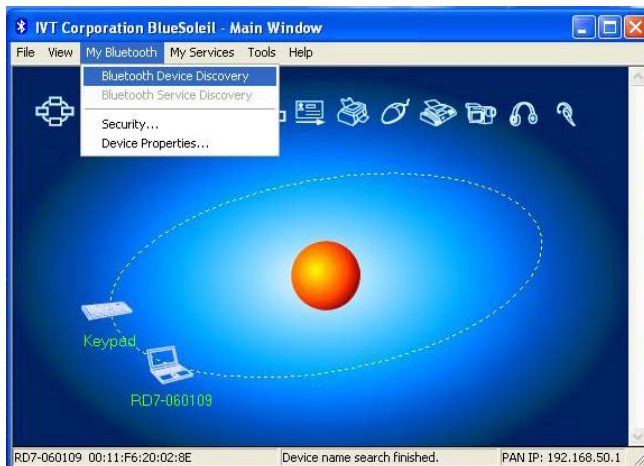 IVT Corporation BlueSoleil - Main Window
File View My Bluetooth My Services Tools Help
Bluetooth Device Discovery
Bluetooth Service Discovery
Security...
Device Properties...
Keypad
RD7-060109
RD7-060109 00:11:F6:20:02:8E Device name search finished. PAN IP: 192.168.50.1